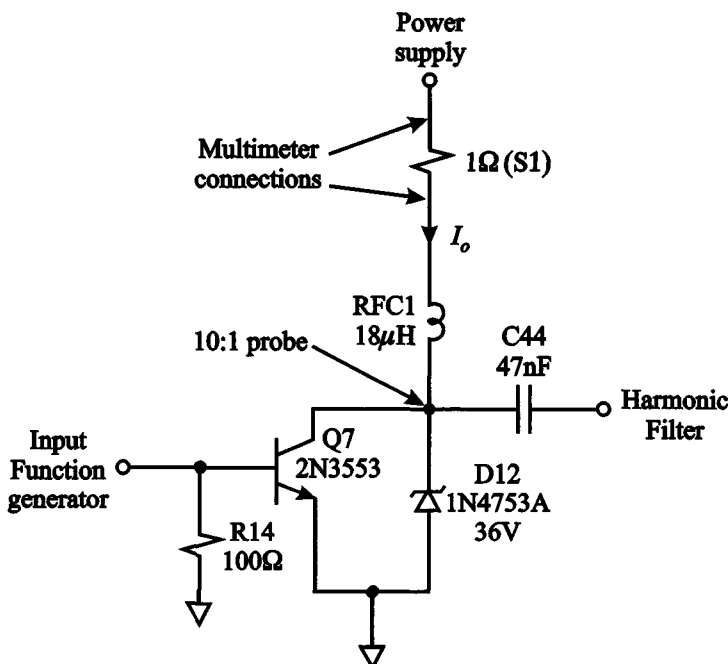 Power
supply
Multimeter
connections
1Ω (S1)
I_o
RFC1
18μH
10:1 probe
C44
47nF
Harmonic
Filter
Input
Function
generator
Q7
2N3553
D12
1N4753A
36V
R14
100Ω